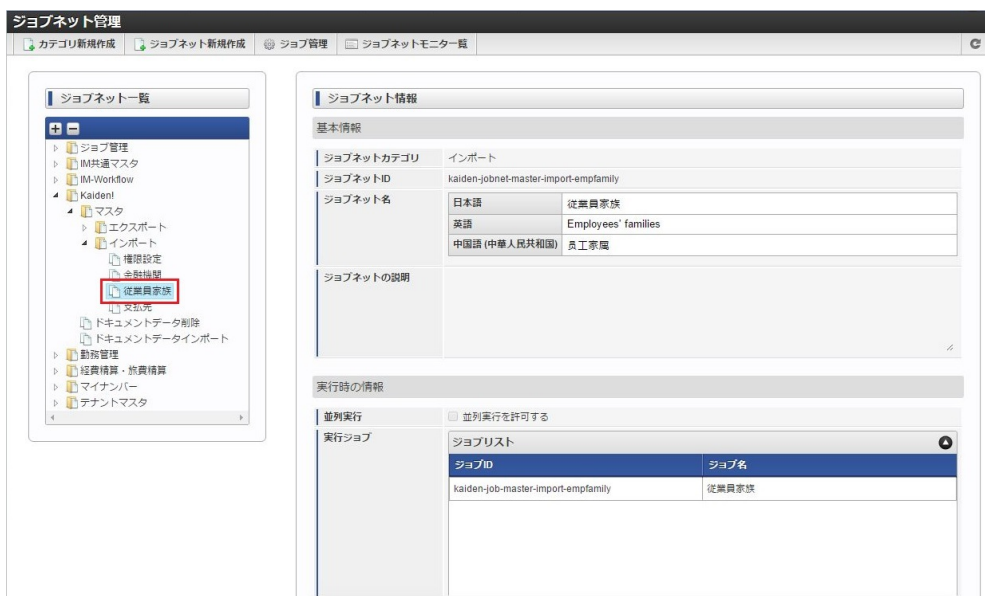 ジョブネット管理
カテゴリ新規作成 ジョブネット新規作成 ジョブ管理 ジョブネットモニター覧
ジョブネット一覧
ジョブ管理
IM共通マスタ
IM-Workflow
Kaiden!
マスタ
エクスポート
インポート
権限設定
金融機関
従業員家族
支払先
ドキュメントデータ削除
ドキュメントデータインポート
勤務管理
経費精算・旅費精算
マイナンバー
テナントマスタ
ジョブネット情報
基本情報
ジョブネットカテゴリ インポート
ジョブネットID kaiden-jobnet-master-import-empfamily
ジョブネット名 日本語 従業員家族
英語 Employees' families
中国語 (中華人民共和国) 员工家属
ジョブネットの説明
実行時の情報
並列実行 並列実行を許可する
実行ジョブ ジョブリスト
ジョブID ジョブ名
kaiden-job-master-import-empfamily 従業員家族